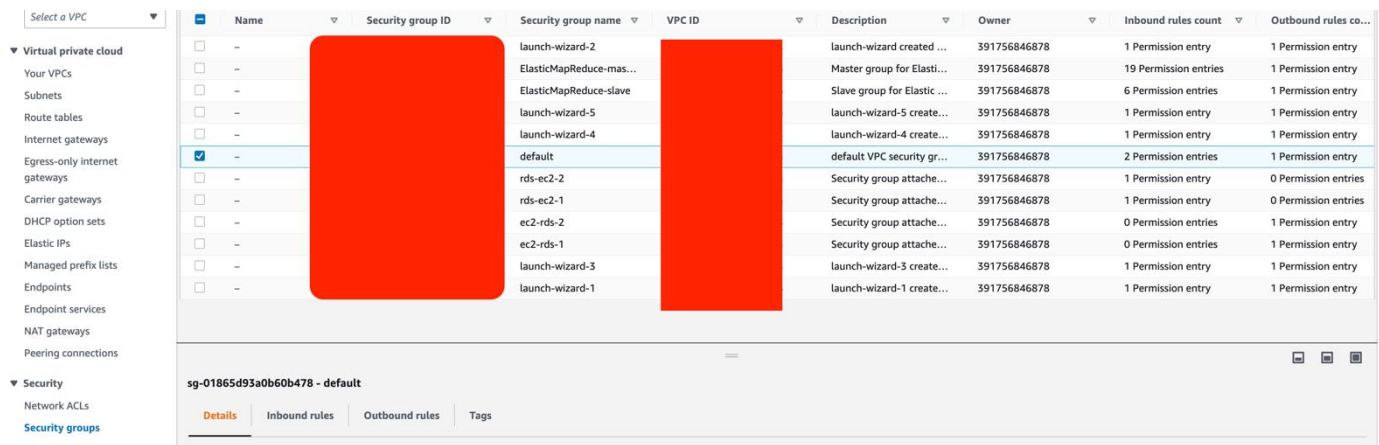 Select a VPC
Virtual private cloud
Your VPCs
Subnets
Route tables
Internet gateways
Egress-only internet
gateways
Carrier gateways
DHCP option sets
Elastic IPs
Managed prefix lists
Endpoints
Endpoint services
NAT gateways
Peering connections
Security
Network ACLs
Security groups
Name Security group ID Security group name VPC ID Description Owner Inbound rules count Outbound rules co...
– launch-wizard-2 launch-wizard created ... 391756846878 1 Permission entry 1 Permission entry
– ElasticMapReduce-mas... Master group for Elasti... 391756846878 19 Permission entries 1 Permission entry
– ElasticMapReduce-slave Slave group for Elastic ... 391756846878 6 Permission entries 1 Permission entry
– launch-wizard-5 launch-wizard-5 create... 391756846878 1 Permission entry 1 Permission entry
– launch-wizard-4 launch-wizard-4 create... 391756846878 1 Permission entry 1 Permission entry
– default default VPC security gr... 391756846878 2 Permission entries 1 Permission entry
– rds-ec2-2 Security group attache... 391756846878 1 Permission entry 0 Permission entries
– rds-ec2-1 Security group attache... 391756846878 1 Permission entry 0 Permission entries
– ec2-rds-2 Security group attache... 391756846878 0 Permission entries 1 Permission entry
– ec2-rds-1 Security group attache... 391756846878 0 Permission entries 1 Permission entry
– launch-wizard-3 launch-wizard-3 create... 391756846878 1 Permission entry 1 Permission entry
– launch-wizard-1 launch-wizard-1 create... 391756846878 1 Permission entry 1 Permission entry
sg-01865d93a0b60b478 - default
Details Inbound rules Outbound rules Tags